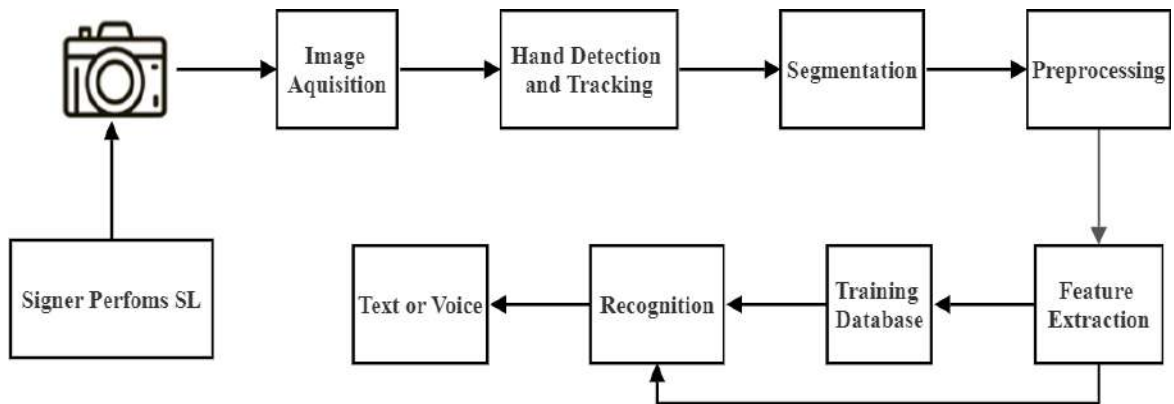 Image
Aquisition
Hand Detection
and Tracking
Segmentation
Preprocessing
Signer Perfoms SL
Text or Voice
Recognition
Training
Database
Feature
Extraction